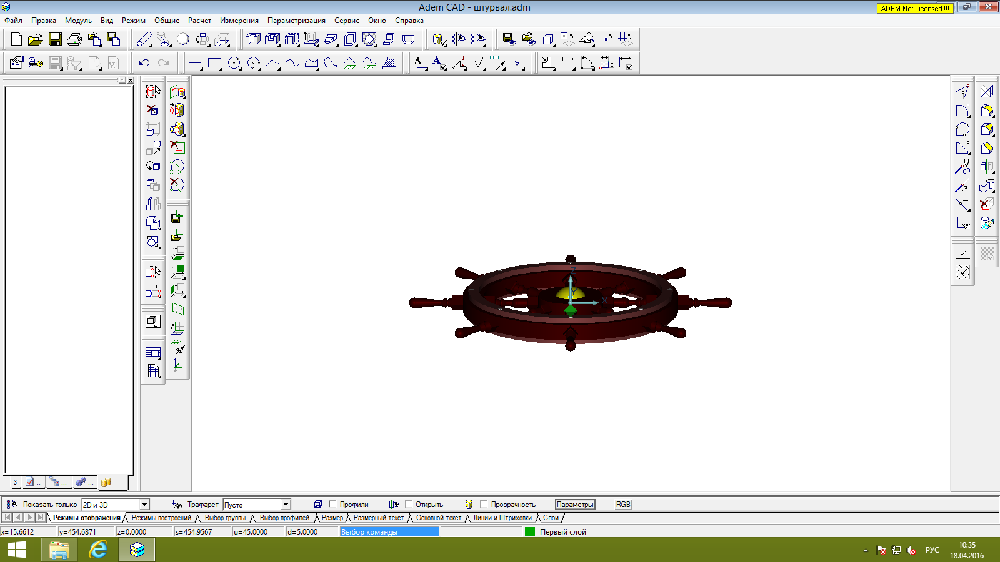 Adem CAD - штурвал.adm
ADEM Not Licensed !!!
Файл Правка Модуль Вид Режим Общие Расчет Измерения Параметризация Сервис Окно Справка
Z
Y
X
3 .. ... ... ...
Показать только 2D и 3D Трафарет Пусто Профили Открыть Прозрачность Параметры RGB
Режимы отображения Режимы построений Выбор группы Выбор профилей Размер Размерный текст Основной текст Линии и Штриховки Слои
x=15.6612 y=454.6871 z=0.0000 s=454.9567 u=45.0000 d=5.0000 Выбор команды Первый слой
РУС
10:35
18.04.2016